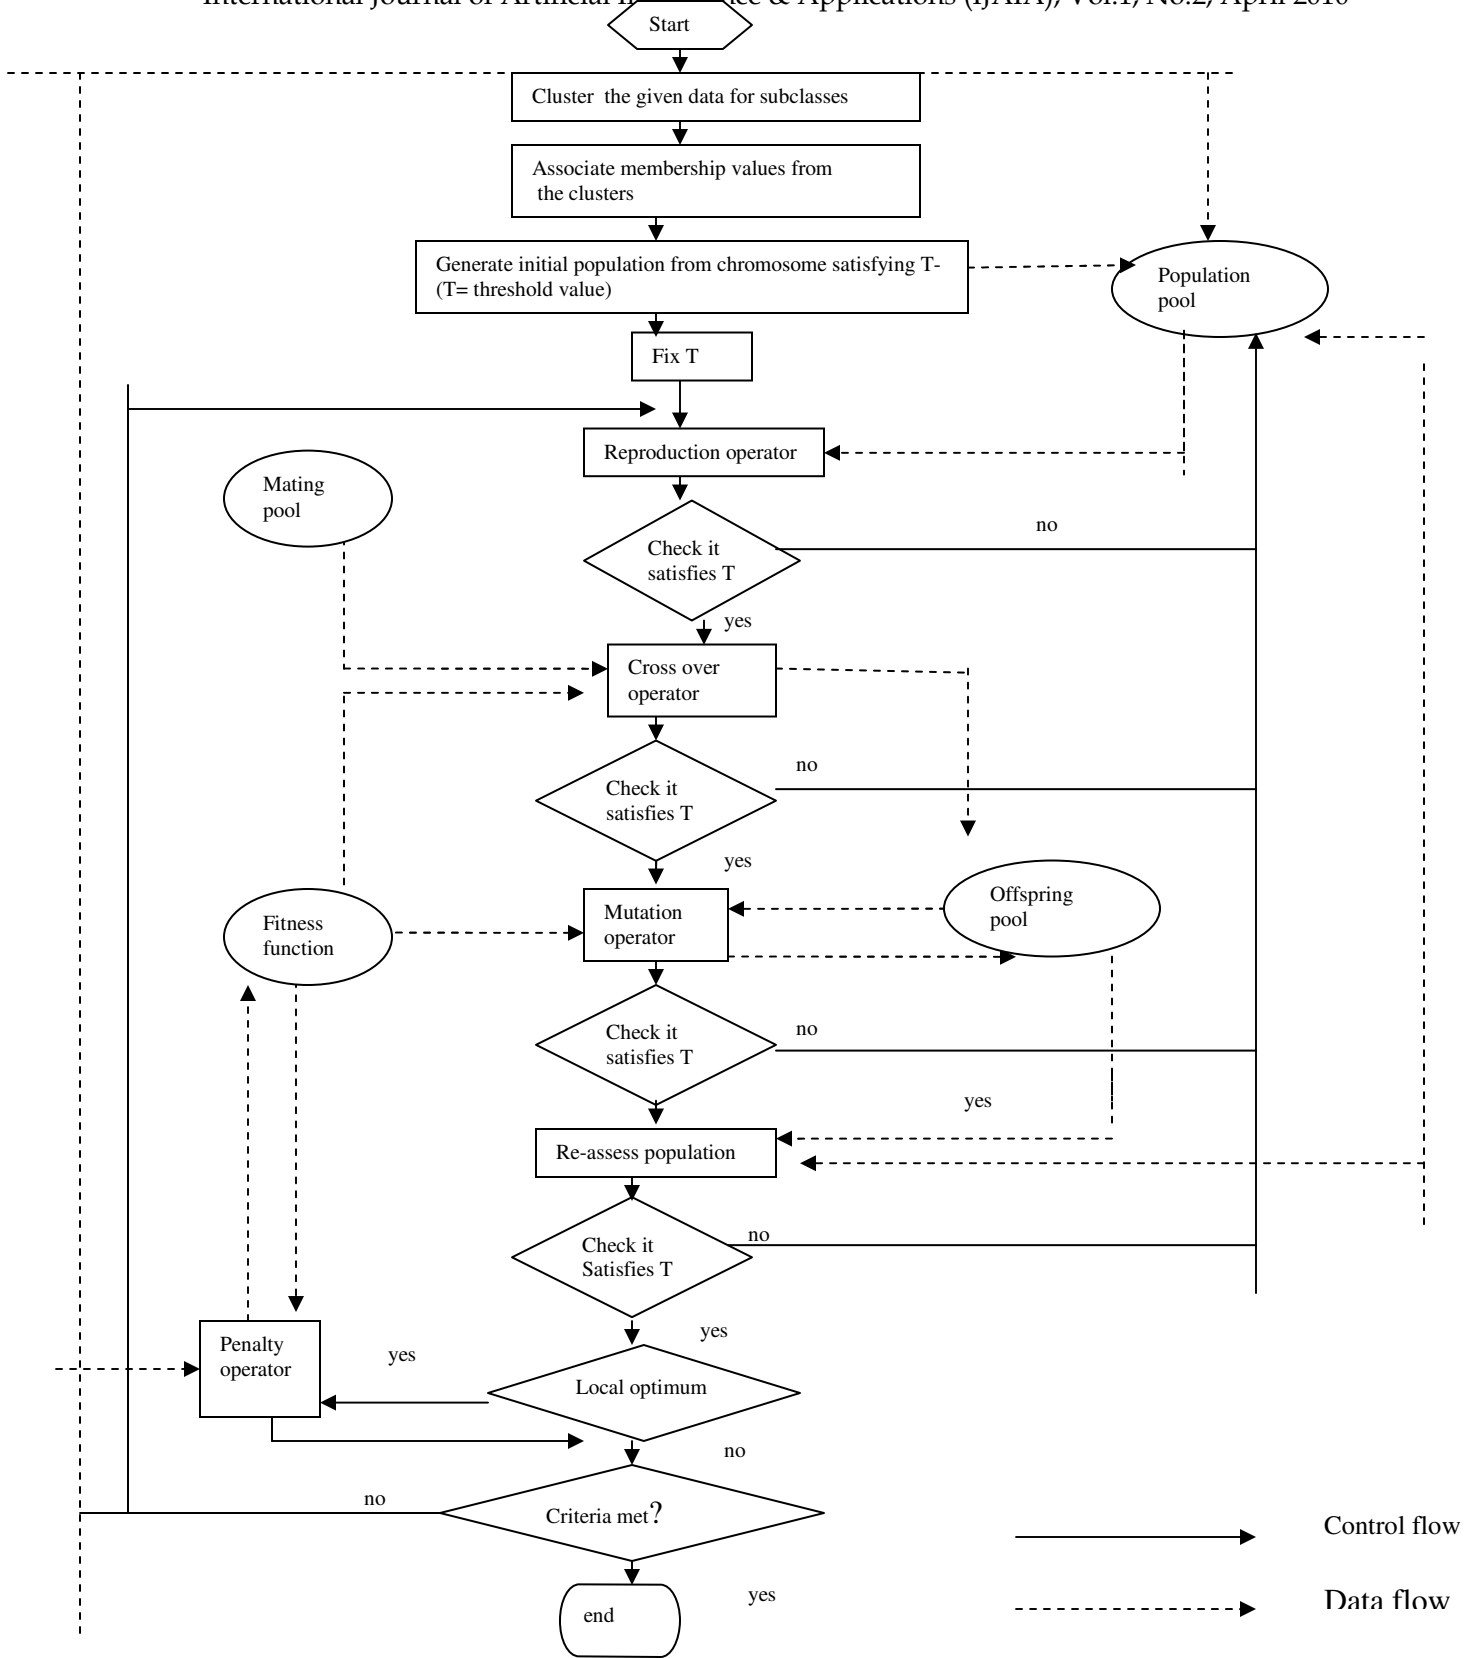 International Journal of Artificial & Applications (IJAIA), Vol.1, No.2, April 2010
Start
Cluster the given data for subclasses
Associate membership values from
the clusters
Generate initial population from chromosome satisfying T-
(T= threshold value)
Population
pool
Fix T
Reproduction operator
Mating
pool
no
Check it
satisfies T
yes
Cross over
operator
no
Check it
satisfies T
yes
Offspring
pool
Mutation
operator
Fitness
function
no
Check it
satisfies T
yes
Re-assess population
no
Check it
Satisfies T
yes
Penalty
operator
yes
Local optimum
no
no
Criteria met?
Control flow
yes
Data flow
end